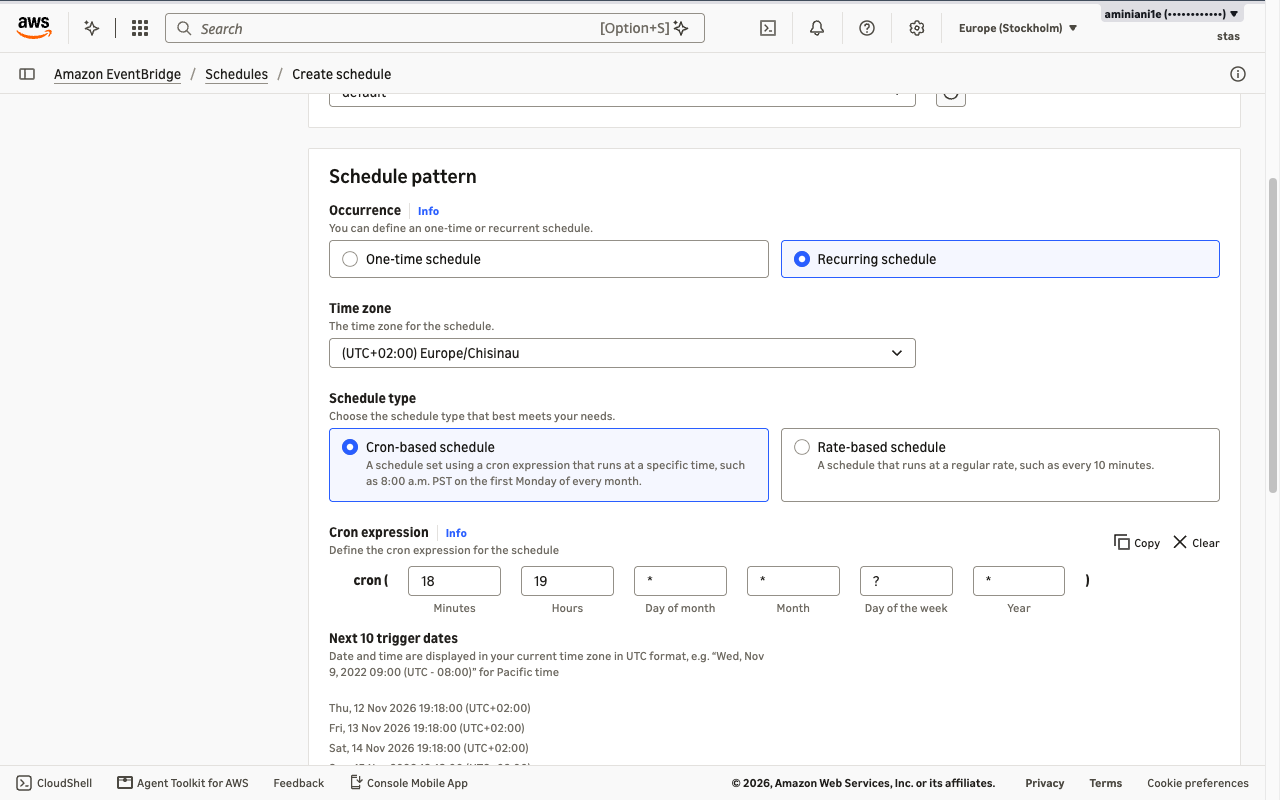 aws
Search
[Option+S]
Europe (Stockholm)
aminiani1e (••••••••••••)
stas
Amazon EventBridge / Schedules / Create schedule
default
Schedule pattern
Occurrence
Info
You can define an one-time or recurrent schedule.
One-time schedule
Recurring schedule
Time zone
The time zone for the schedule.
(UTC+02:00) Europe/Chisinau
Schedule type
Choose the schedule type that best meets your needs.
Cron-based schedule
A schedule set using a cron expression that runs at a specific time, such
as 8:00 a.m. PST on the first Monday of every month.
Rate-based schedule
A schedule that runs at a regular rate, such as every 10 minutes.
Cron expression
Info
Define the cron expression for the schedule
Copy
Clear
cron ( 18 19 * * ? * )
Minutes Hours Day of month Month Day of the week Year
Next 10 trigger dates
Date and time are displayed in your current time zone in UTC format, e.g. “Wed, Nov
9, 2022 09:00 (UTC - 08:00)” for Pacific time
Thu, 12 Nov 2026 19:18:00 (UTC+02:00)
Fri, 13 Nov 2026 19:18:00 (UTC+02:00)
Sat, 14 Nov 2026 19:18:00 (UTC+02:00)
CloudShell
Agent Toolkit for AWS
Feedback
Console Mobile App
© 2026, Amazon Web Services, Inc. or its affiliates.
Privacy
Terms
Cookie preferences